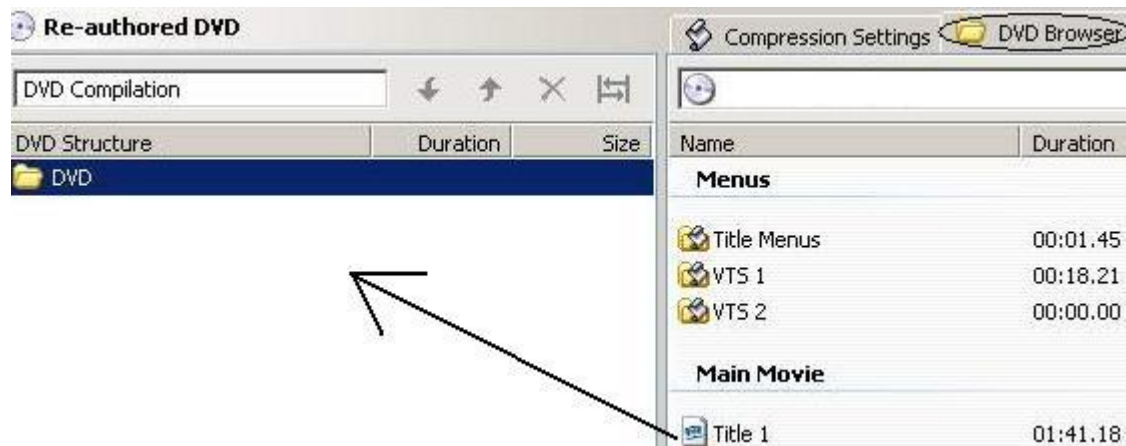 Re-authored DVD
Compression Settings DVD Browser
DVD Compilation
DVD Structure Duration Size Name Duration
DVD
Menus
Title Menus 00:01.45
VTS 1 00:18.21
VTS 2 00:00.00
Main Movie
Title 1 01:41.18